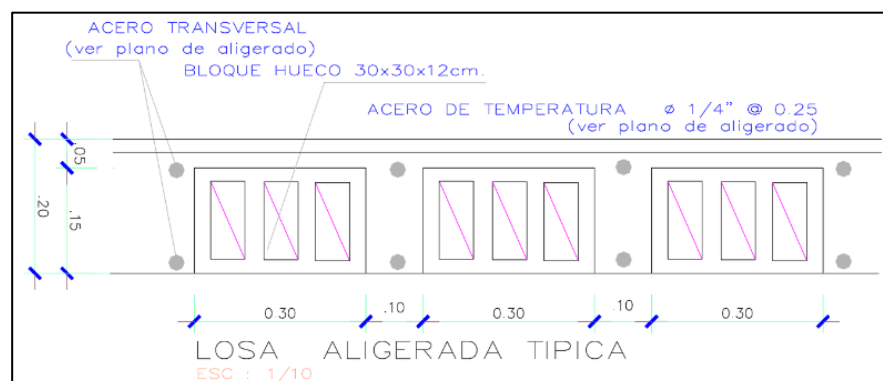 ACERO TRANSVERSAL
(ver plano de aligerado)
BLOQUE HUECO 30x30x12cm.
ACERO DE TEMPERATURA ø 1/4" @ 0.25
(ver plano de aligerado)
.05
.20
.15
0.30
.10
0.30
.10
0.30
LOSA ALIGERADA TIPICA
ESC : 1/10